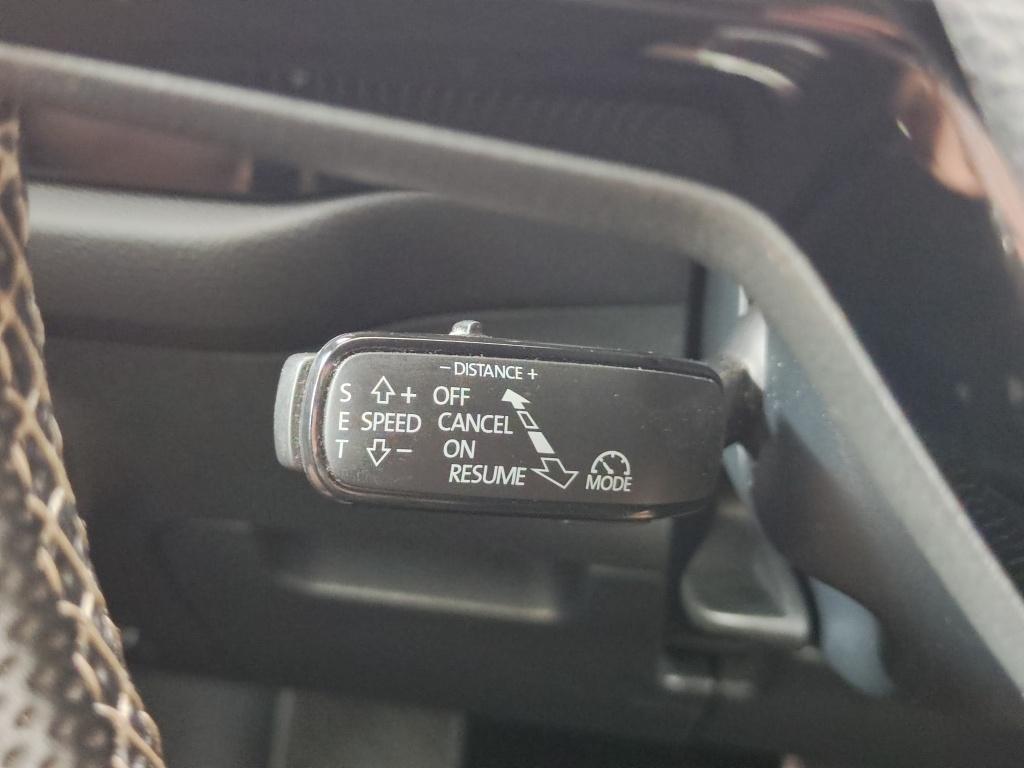 – DISTANCE +
S + OFF
E SPEED CANCEL
T – ON
RESUME
MODE